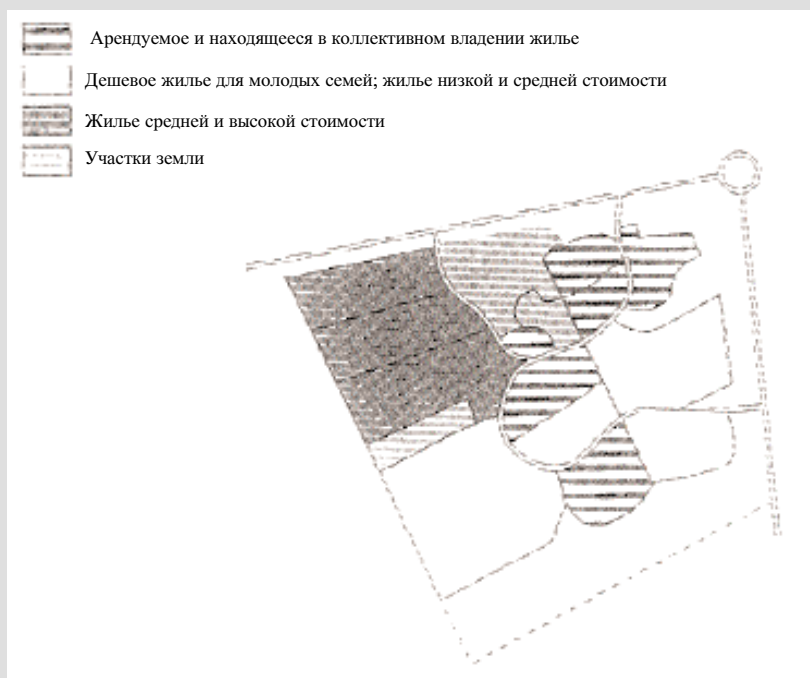 Арендуемое и находящееся в коллективном владении жилье
Дешевое жилье для молодых семей; жилье низкой и средней стоимости
Жилье средней и высокой стоимости
Участки земли